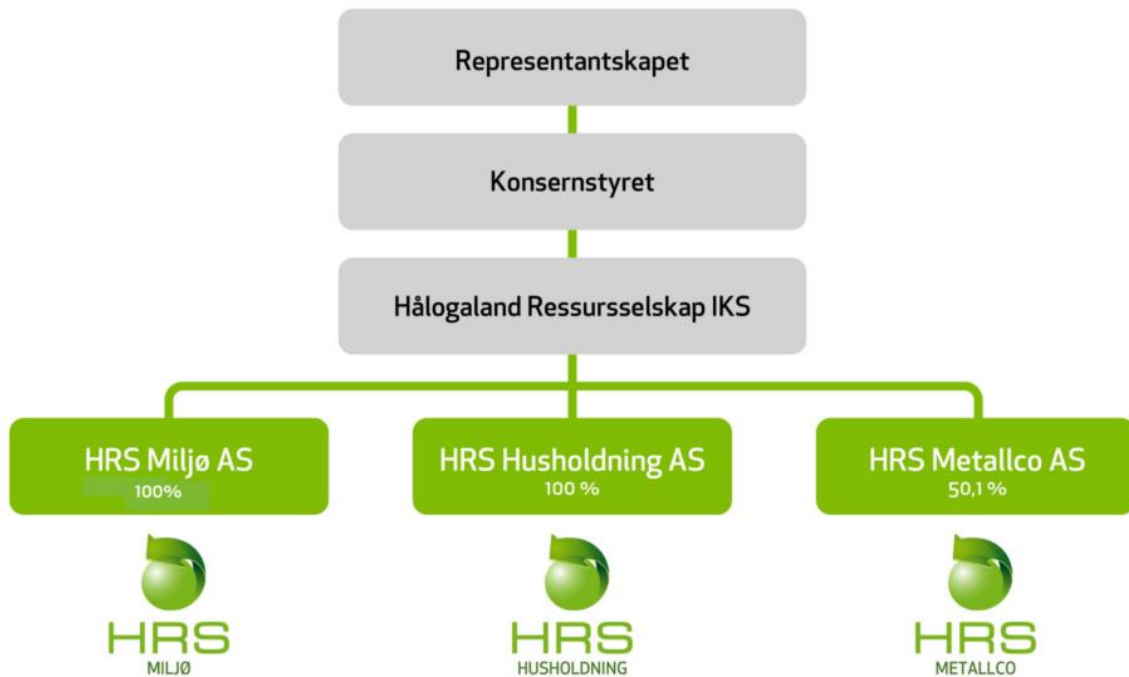 Representantskapet
Konsernstyret
Hålogaland Ressursselskap IKS
HRS Miljø AS
100%
HRS Husholdning AS
100 %
HRS Metallco AS
50,1 %
HRS
MILJØ
HRS
HUSHOLDNING
HRS
METALLCO